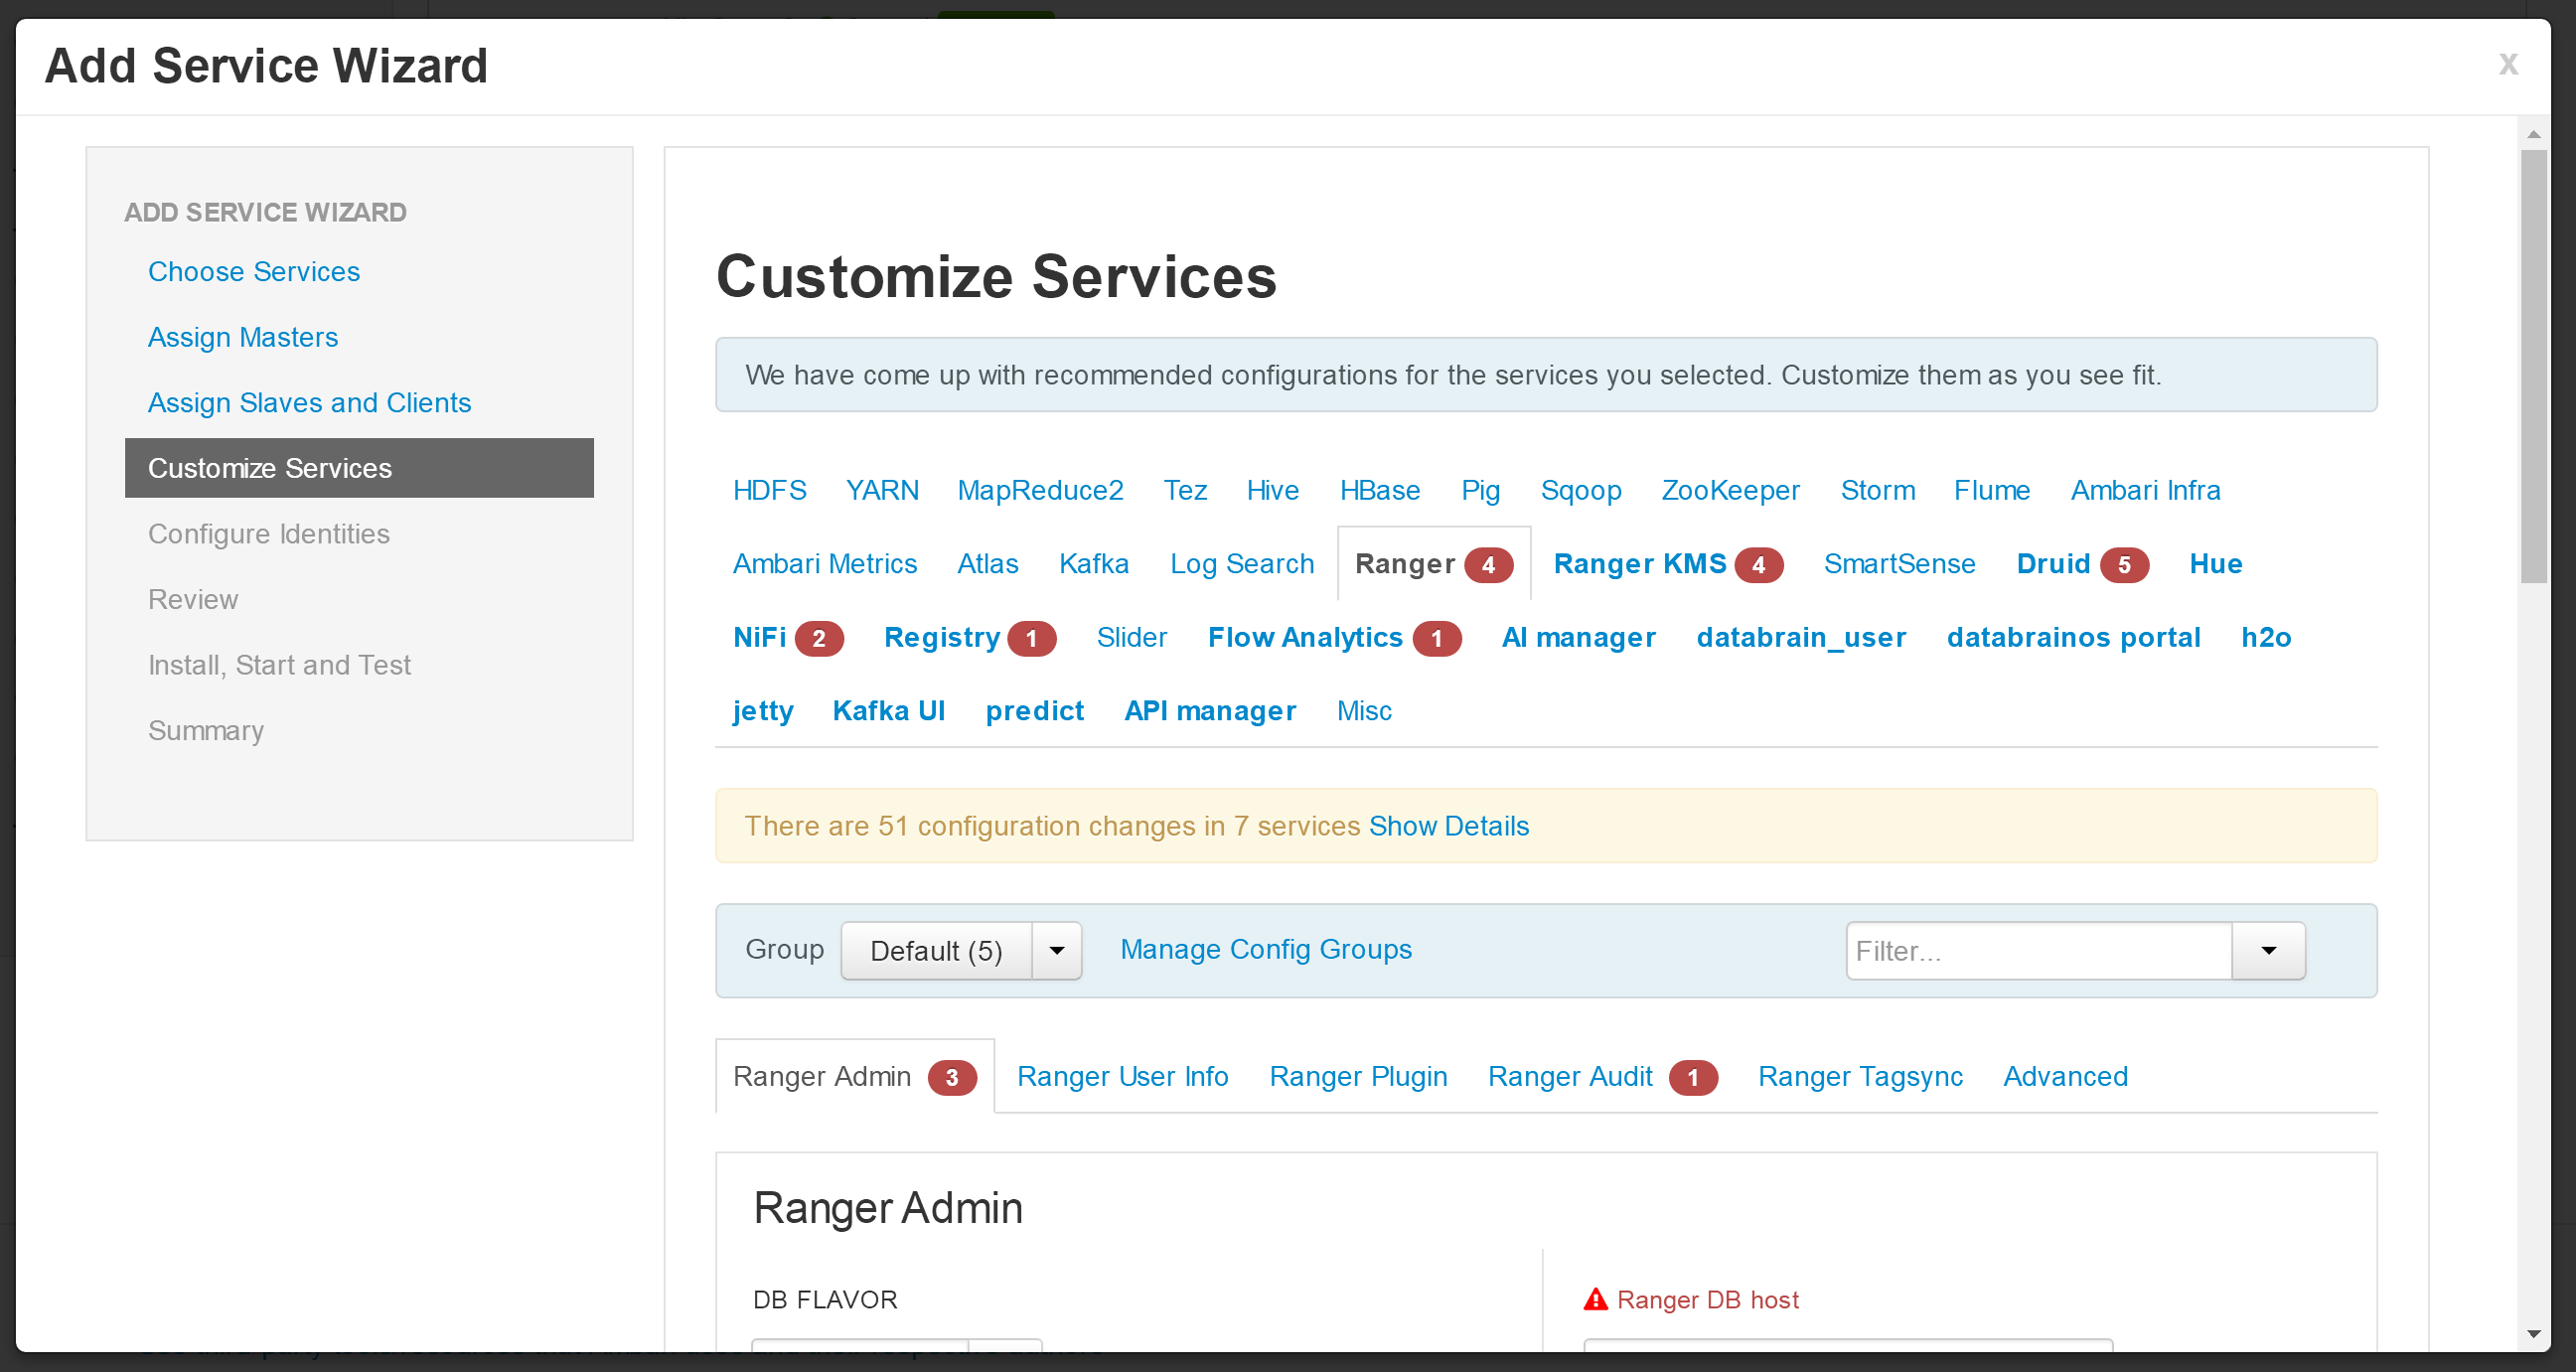 Add Service Wizard
x
ADD SERVICE WIZARD
Choose Services
Assign Masters
Assign Slaves and Clients
Customize Services
Configure Identities
Review
Install, Start and Test
Summary
Customize Services
We have come up with recommended configurations for the services you selected. Customize them as you see fit.
HDFS YARN MapReduce2 Tez Hive HBase Pig Sqoop ZooKeeper Storm Flume Ambari Infra
Ambari Metrics Atlas Kafka Log Search Ranger 4 Ranger KMS 4 SmartSense Druid 5 Hue
NiFi 2 Registry 1 Slider Flow Analytics 1 AI manager databrain_user databrainos portal h2o
jetty Kafka UI predict API manager Misc
There are 51 configuration changes in 7 services Show Details
Group Default (5) Manage Config Groups Filter...
Ranger Admin 3 Ranger User Info Ranger Plugin Ranger Audit 1 Ranger Tagsync Advanced
Ranger Admin
DB FLAVOR
Ranger DB host